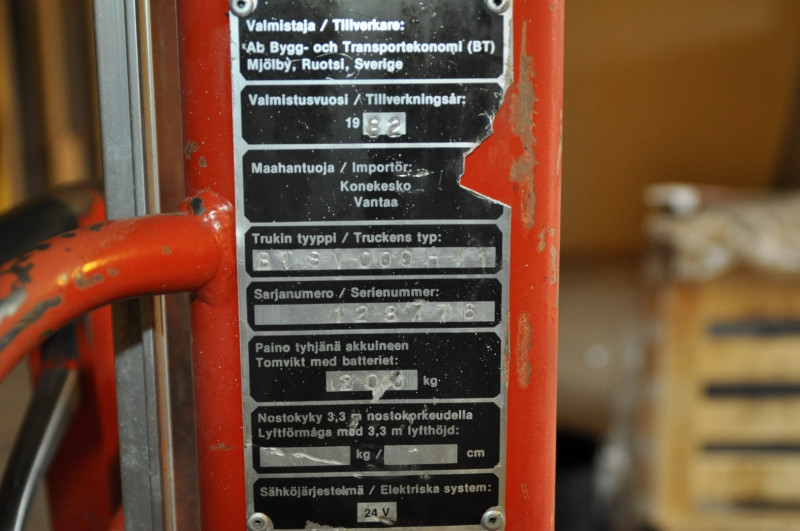 Valmistaja / Tillverkare:
Ab Bygg- och Transportekonomi (BT)
Mjölby, Ruotsi, Sverige
Valmistusvuosi / Tillverkningsår:
1982
Maahantuoja / Importör:
Konekesko
Vantaa
Trukin tyyppi / Truckens typ:
Sarjanumero / Serienummer:
128776
Paino tyhjänä akkuineen
Tomvikt med batteriet:
kg
Nostokyky 3,3 m nostokorkeudella
Lyftförmåga med 3,3 m lyfthöjd:
kg / cm
Sähköjärjestelmä / Elektriska system:
24 V